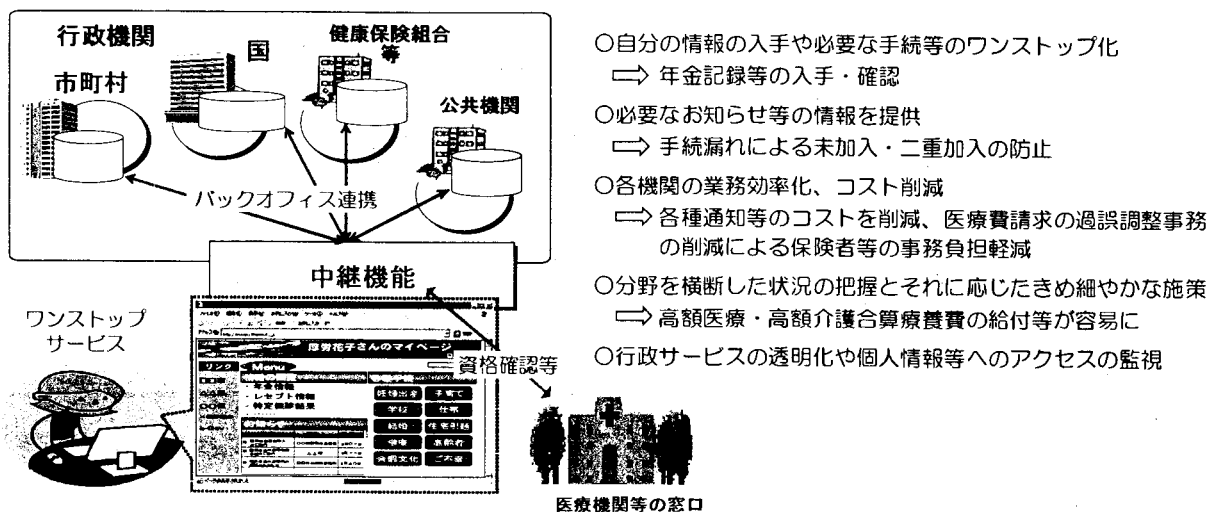 行政機関
国
健康保険組合
等
市町村
公共機関
バックオフィス連携
中継機能
ワンストップ
サービス
厚労花子さんのマイページ
リンク
Menu
・年金情報
・レセプト情報
・特定健診結果
妊娠出産 子育て
学校 仕事
結婚 住宅引越
健康 高齢者
余暇文化 ご不幸
お知らせ
資格確認等
医療機関等の窓口
○自分の情報の入手や必要な手続等のワンストップ化
⇨ 年金記録等の入手・確認
○必要なお知らせ等の情報を提供
⇨ 手続漏れによる未加入・二重加入の防止
○各機関の業務効率化、コスト削減
⇨ 各種通知等のコストを削減、医療費請求の過誤調整事務
の削減による保険者等の事務負担軽減
○分野を横断した状況の把握とそれに応じたきめ細やかな施策
⇨ 高額医療・高額介護合算療養費の給付等が容易に
○行政サービスの透明化や個人情報等へのアクセスの監視